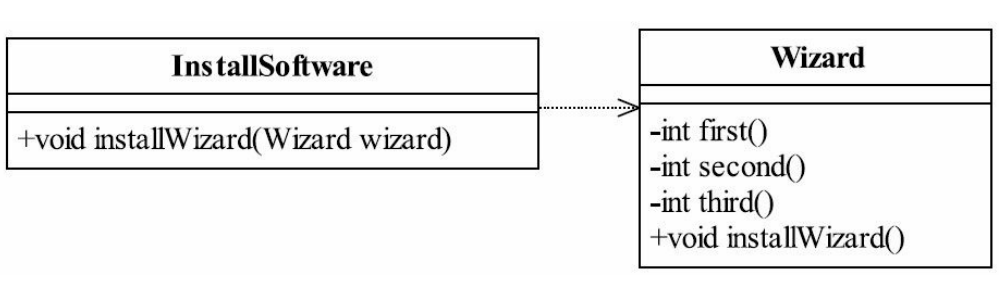 InstallSoftware
+void installWizard(Wizard wizard)
Wizard
-int first()
-int second()
-int third()
+void installWizard()